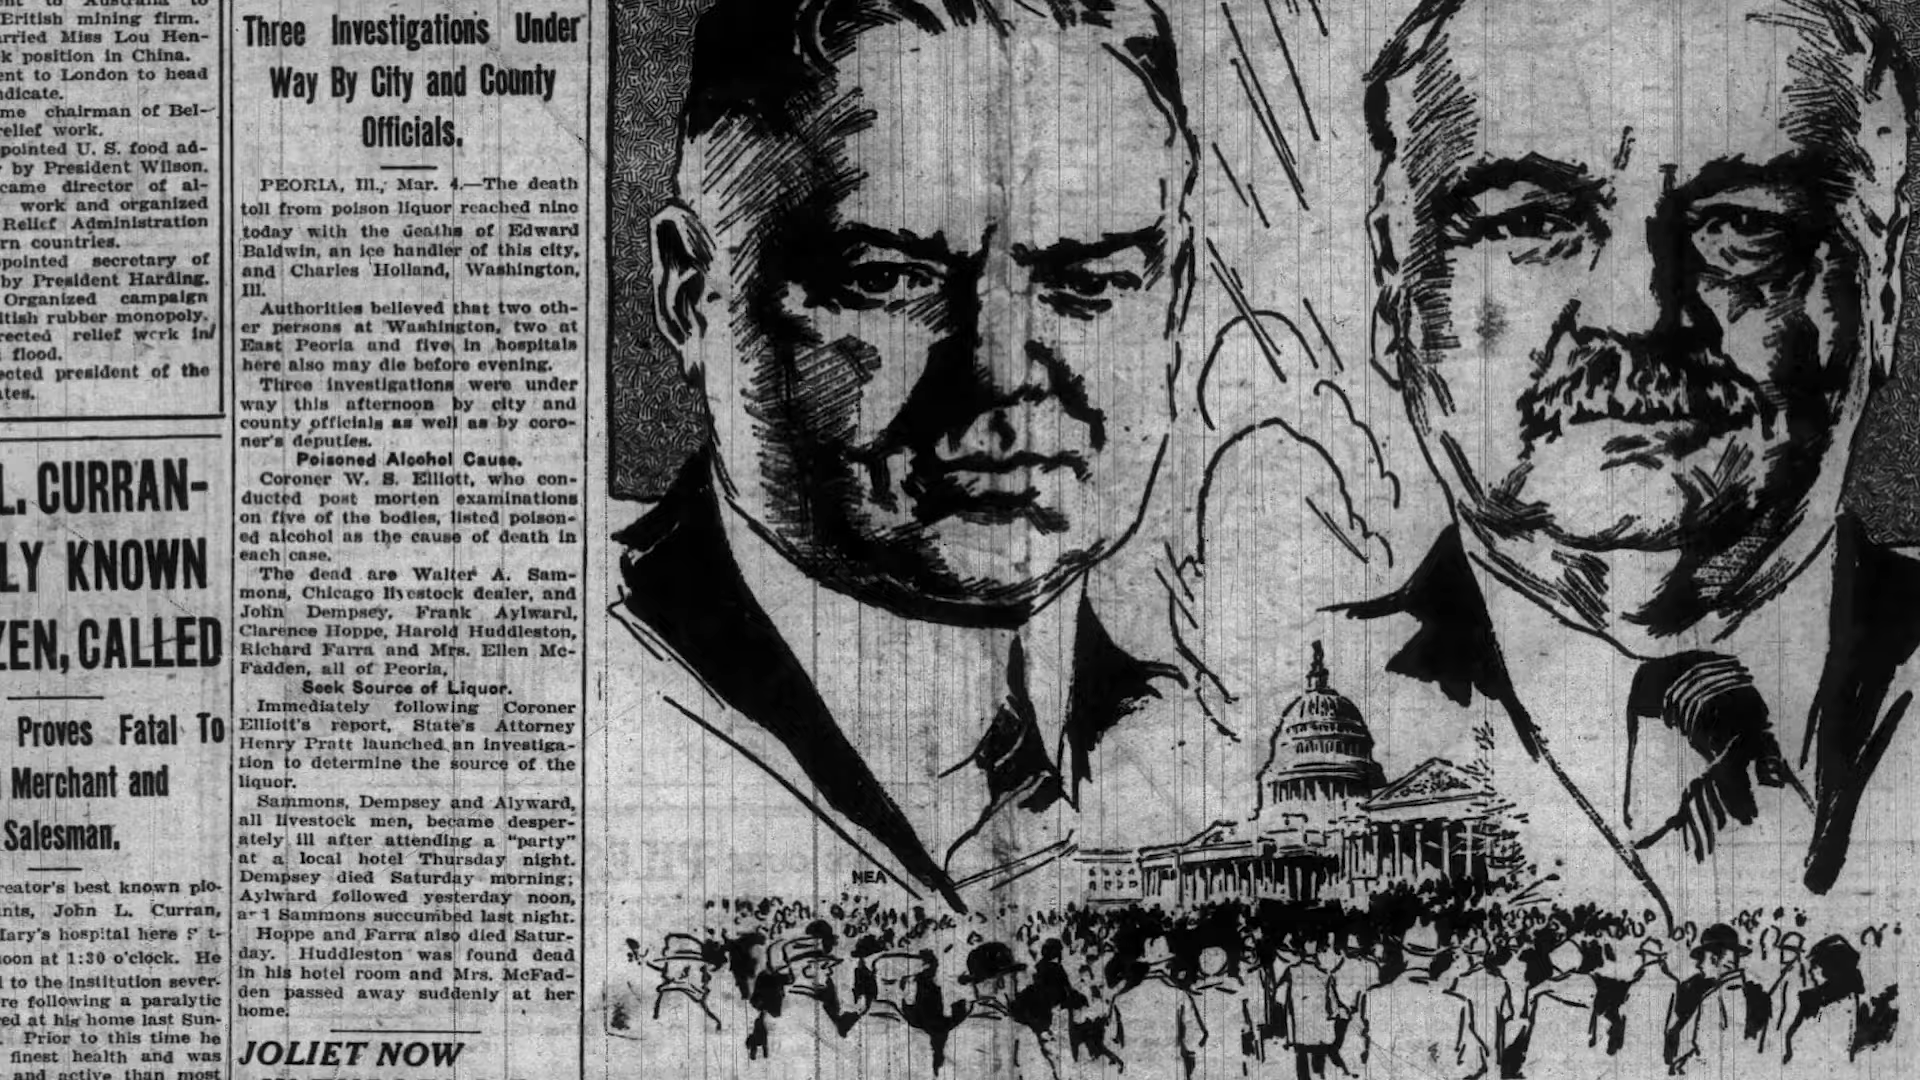 British mining firm.
rried Miss Lou Hen-
k position in China.
ent to London to head
ndicate.
me chairman of Bel-
relief work.
pointed U. S. food ad-
by President Wilson.
came director of al-
work and organized
Relief Administration
rn countries.
pointed secretary of
by President Harding.
Organized campaign
itish rubber monopoly.
rected relief work in
flood.
ected president of the
ates.
L. CURRAN-
LY KNOWN
ZEN, CALLED
Proves Fatal To
Merchant and
Salesman.
reator's best known pio-
nts, John L. Curran,
Mary's hospital here
noon at 1:30 o'clock. He
to the institution sever-
re following a paralytic
ed at his home last Sun-
Prior to this time he
finest health and was
and active than most
Three Investigations Under
Way By City and County
Officials.
PEORIA, Ill., Mar. 4.—The death
toll from poison liquor reached nine
today with the deaths of Edward
Baldwin, an ice handler of this city,
and Charles Holland, Washington,
Ill.
Authorities believed that two oth-
er persons at Washington, two at
East Peoria and five in hospitals
here also may die before evening.
Three investigations were under
way this afternoon by city and
county officials as well as by coro-
ner's deputies.
Poisoned Alcohol Cause.
Coroner W. S. Elliott, who con-
ducted post morten examinations
on five of the bodies, listed poison-
ed alcohol as the cause of death in
each case.
The dead are Walter A. Sam-
mons, Chicago livestock dealer, and
John Dempsey, Frank Aylward,
Clarence Hoppe, Harold Huddleston,
Richard Farra and Mrs. Ellen Mc-
Fadden, all of Peoria.
Seek Source of Liquor.
Immediately following Coroner
Elliott's report, State's Attorney
Henry Pratt launched an investiga-
tion to determine the source of the
liquor.
Sammons, Dempsey and Alyward,
all livestock men, became desper-
ately ill after attending a "party"
at a local hotel Thursday night.
Dempsey died Saturday morning;
Aylward followed yesterday noon,
and Sammons succumbed last night.
Hoppe and Farra also died Satur-
day. Huddleston was found dead
in his hotel room and Mrs. McFad-
den passed away suddenly at her
home.
JOLIET NOW
NEA